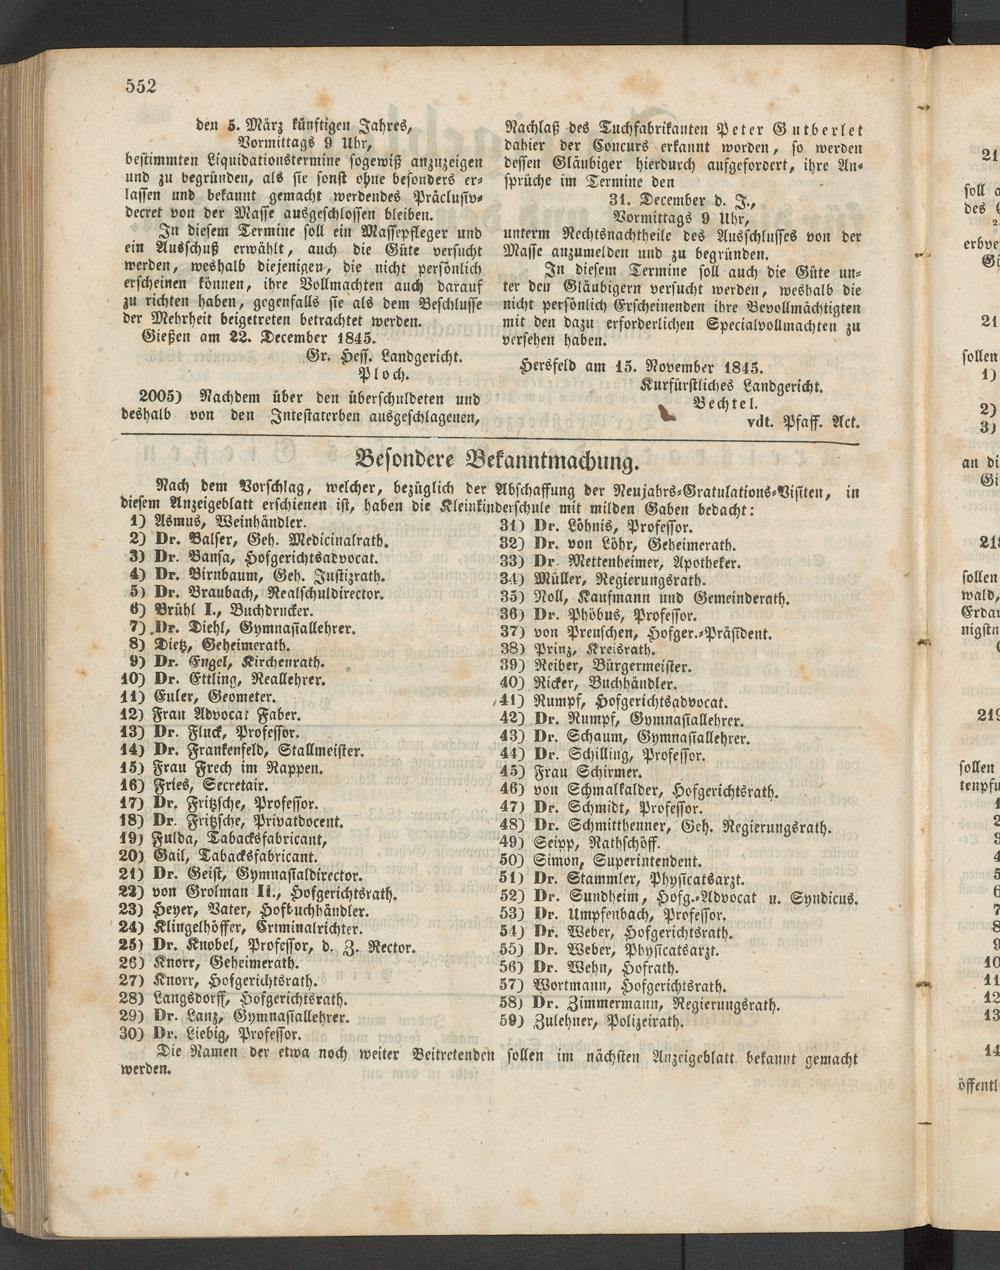 552
den 5. März künftigen Jahres,
Vormittags 9 Uhr,
bestimmten Liquidationstermine sogewiß anzuzeigen
und zu begründen, als sie sonst ohne besonders er-
lassen und bekannt gemacht werdendes Präclusiv-
decret von der Masse ausgeschlossen bleiben.
In diesem Termine soll ein Massepfleger und
ein Ausschuß erwählt, auch die Güte versucht
werden, weshalb diejenigen, die nicht persönlich
erscheinen können, ihre Vollmachten auch darauf
zu richten haben, gegenfalls sie als dem Beschlusse
der Mehrheit beigetreten betrachtet werden.
Gießen am 22. December 1845.
Gr. Hess. Landgericht.
Ploch.
2005) Nachdem über den überschuldeten und
deshalb von den Intestaterben ausgeschlagenen,
Nachlaß des Tuchfabrikanten Peter Gutberlet
dahier der Concurs erkannt worden, so werden
dessen Gläubiger hierdurch aufgefordert, ihre An-
sprüche im Termine den
31. December d. J.,
Vormittags 9 Uhr,
unterm Rechtsnachtheile des Ausschlusses von der
Masse anzumelden und zu begründen.
In diesem Termine soll auch die Güte un-
ter den Gläubigern versucht werden, weshalb die
nicht persönlich Erscheinenden ihre Bevollmächtigten
mit den dazu erforderlichen Specialvollmachten zu
versehen haben.
Hersfeld am 15. November 1845.
Kurfürstliches Landgericht.
Bechtel.
vdt. Pfaff. Act.
Besondere Bekanntmachung.
Nach dem Vorschlag, welcher, bezüglich der Abschaffung der Neujahrs-Gratulations-Visiten, in
diesem Anzeigeblatt erschienen ist, haben die Kleinkinderschule mit milden Gaben bedacht:
1) Asmus, Weinhändler.
2) Dr. Balser, Geh. Medicinalrath.
3) Dr. Bansa, Hofgerichtsadvocat.
4) Dr. Birnbaum, Geh. Justizrath.
5) Dr. Braubach, Realschuldirector.
6) Brühl I., Buchdrucker.
7) Dr. Diehl, Gymnasiallehrer.
8) Dietz, Geheimerath.
9) Dr. Engel, Kirchenrath.
10) Dr. Ettling, Reallehrer.
11) Euler, Geometer.
12) Frau Advocat Faber.
13) Dr. Fluck, Professor.
14) Dr. Frankenfeld, Stallmeister.
15) Frau Frech im Rappen.
16) Fries, Secretair.
17) Dr. Fritzsche, Professor.
18) Dr. Fritzsche, Privatdocent.
19) Fulda, Tabacksfabricant,
20) Gail, Tabacksfabricant.
21) Dr. Geist, Gymnasialdirector.
22) von Grolman II., Hofgerichtsrath.
23) Heyer, Vater, Hofbuchhändler.
24) Klingelhöffer, Criminalrichter.
25) Dr. Knobel, Professor, d. Z. Rector.
26) Knorr, Geheimerath.
27) Knorr, Hofgerichtsrath.
28) Langsdorff, Hofgerichtsrath.
29) Dr. Lanz, Gymnasiallehrer.
30) Dr. Liebig, Professor.
31) Dr. Löhnis, Professor.
32) Dr. von Löhr, Geheimerath.
33) Dr. Mettenheimer, Apotheker.
34) Müller, Regierungsrath.
35) Noll, Kaufmann und Gemeinderath.
36) Dr. Phöbus, Professor.
37) von Preuschen, Hofger.-Präsident.
38) Prinz, Kreisrath.
39) Reiber, Bürgermeister.
40) Ricker, Buchhändler.
41) Rumpf, Hofgerichtsadvocat.
42) Dr. Rumpf, Gymnasiallehrer.
43) Dr. Schaum, Gymnasiallehrer.
44) Dr. Schilling, Professor.
45) Frau Schirmer.
46) von Schmalkalder, Hofgerichtsrath.
47) Dr. Schmidt, Professor.
48) Dr. Schmitthenner, Geh. Regierungsrath.
49) Seipp, Rathschöff.
50) Simon, Superintendent.
51) Dr. Stammler, Physicatsarzt.
52) Dr. Sundheim, Hofg.-Advocat u. Syndicus.
53) Dr. Umpfenbach, Professor.
54) Dr. Weber, Hofgerichtsrath.
55) Dr. Weber, Physicatsarzt.
56) Dr. Wehn, Hofrath.
57) Wortmann, Hofgerichtsrath.
58) Dr. Zimmermann, Regierungsrath.
59) Zulehner, Polizeirath.
Die Namen der etwa noch weiter Beitretenden sollen im nächsten Anzeigeblatt bekannt gemacht
werden.